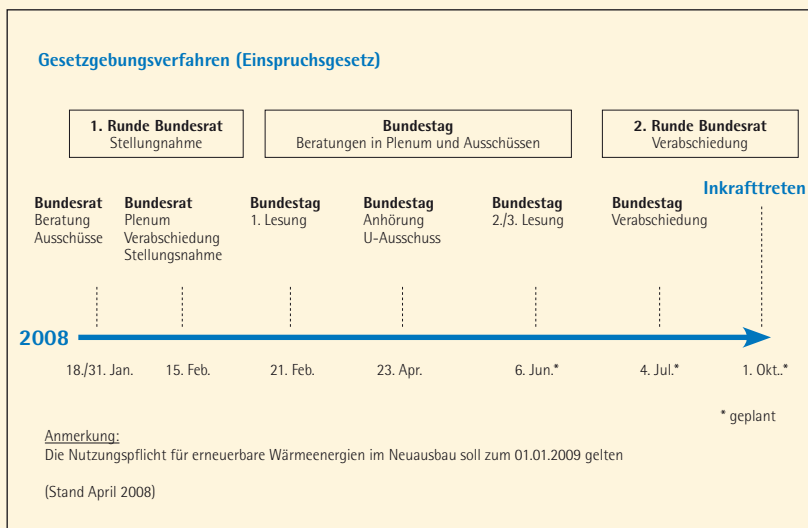 Gesetzgebungsverfahren (Einspruchsgesetz)
1. Runde Bundesrat
Stellungnahme
Bundestag
Beratungen in Plenum und Ausschüssen
2. Runde Bundesrat
Verabschiedung
Inkrafttreten
Bundesrat
Beratung
Ausschüsse
Bundesrat
Plenum
Verabschiedung
Stellungsnahme
Bundestag
1. Lesung
Bundestag
Anhörung
U-Ausschuss
Bundestag
2./3. Lesung
Bundestag
Verabschiedung
2008
18./31. Jan.
15. Feb.
21. Feb.
23. Apr.
6. Jun.*
4. Jul.*
1. Okt..*
* geplant
Anmerkung:
Die Nutzungspflicht für erneuerbare Wärmeenergien im Neuausbau soll zum 01.01.2009 gelten
(Stand April 2008)